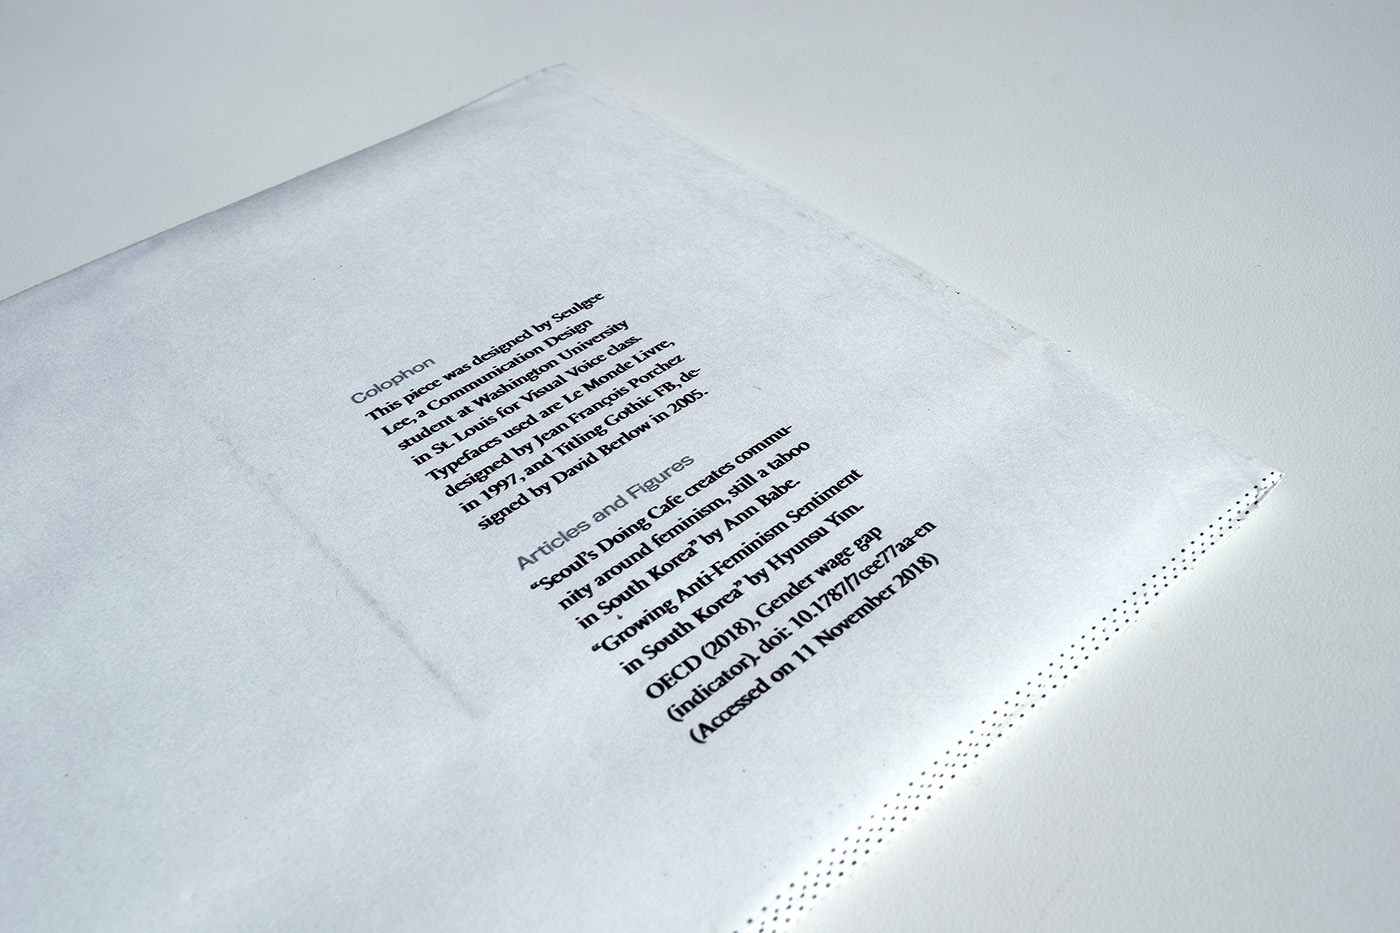 Colophon
This piece was designed by Seulgee
Lee, a Communication Design
student at Washington University
in St. Louis for Visual Voice class.
Typefaces used are Le Monde Livre,
designed by Jean François Porchez
in 1997, and Titling Gothic FB, de-
signed by David Berlow in 2005.
Articles and Figures
“Seoul’s Doing Cafe creates commu-
nity around feminism, still a taboo
in South Korea” by Ann Babe.
“Growing Anti-Feminism Sentiment
in South Korea” by Hyunsu Yim.
OECD (2018), Gender wage gap
(indicator). doi: 10.1787/7cee77aa-en
(Accessed on 11 November 2018)